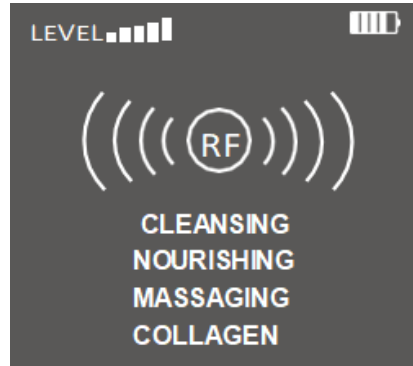 LEVEL
RF
CLEANSING
NOURISHING
MASSAGING
COLLAGEN